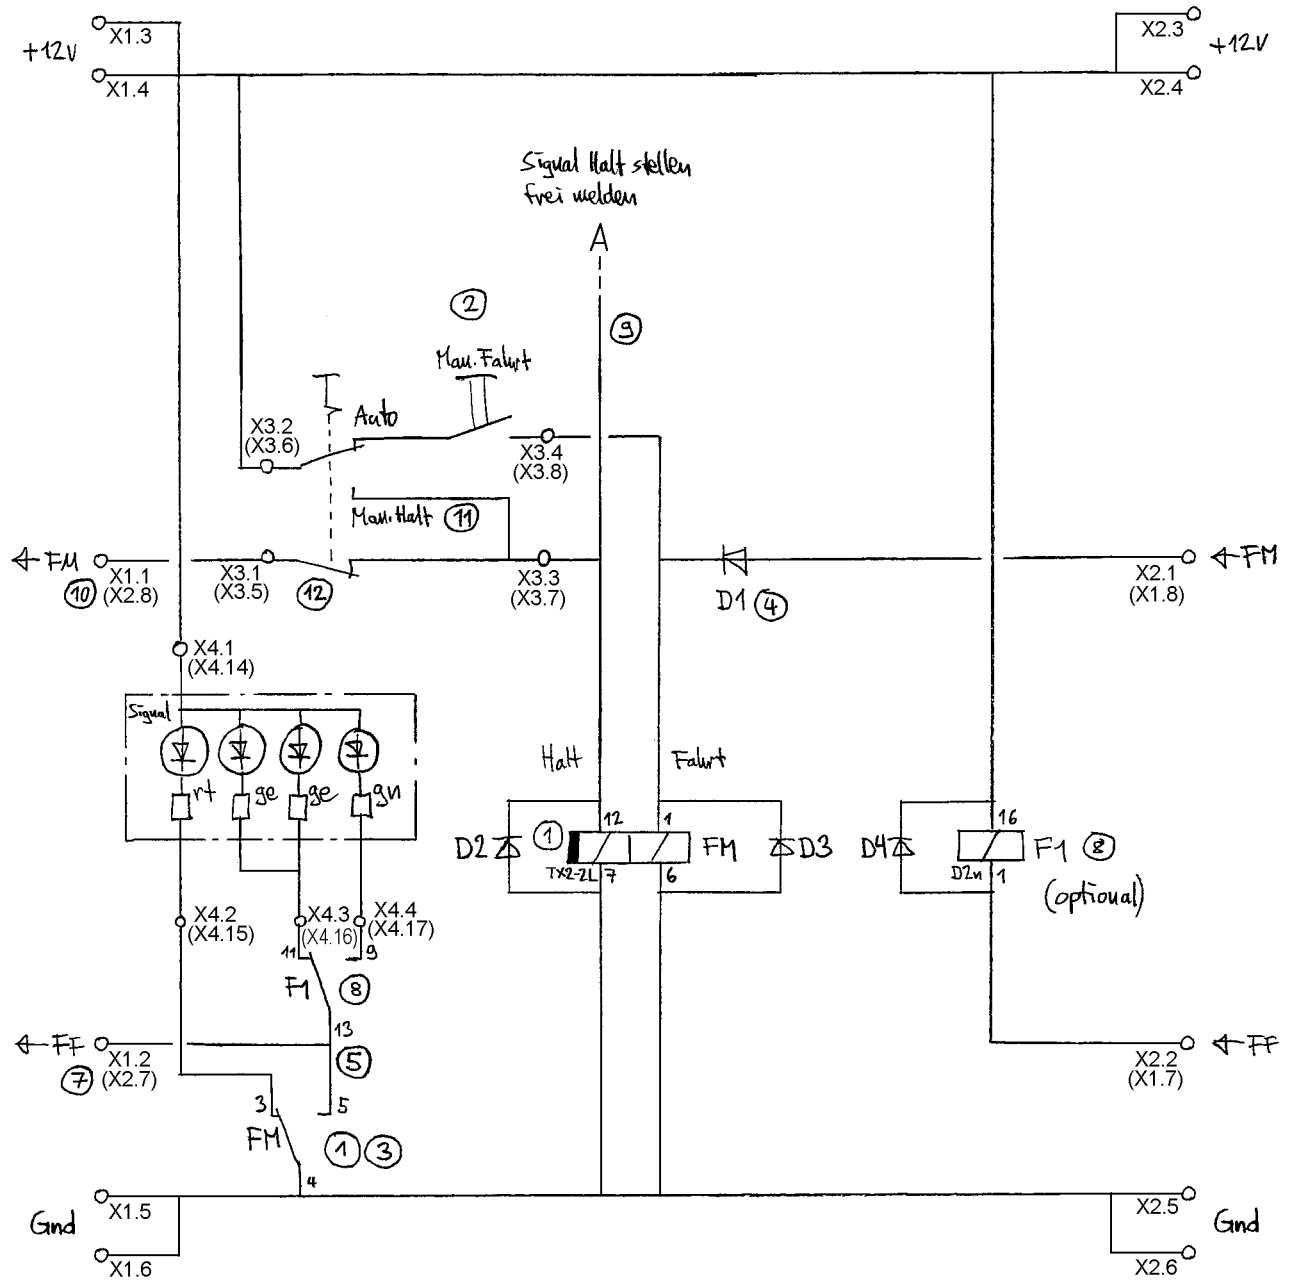 X1.3
X2.3
+12V
+12V
X1.4
X2.4
Signal Halt stellen
frei melden
2
9
Man. Fahrt
Auto
X3.2
(X3.6)
X3.4
(X3.8)
Man. Halt 11
FM
X1.1
10 (X2.8)
X3.1
(X3.5)
12
X3.3
(X3.7)
D1 4
FM
X2.1
(X1.8)
X4.1
(X4.14)
Signal
rt
ge
ge
gn
Halt
Fahrt
D2
1
12
1
FM
D3
TX2-2L
7
6
D4
16
F1 8
D2n
1
(optional)
X4.2
(X4.15)
X4.3
(X4.16)
X4.4
(X4.17)
11
9
F1
8
13
FF
X1.2
7 (X2.7)
5
FF
X2.2
(X1.7)
3
5
FM
1 3
4
X1.5
X2.5
Gnd
Gnd
X1.6
X2.6